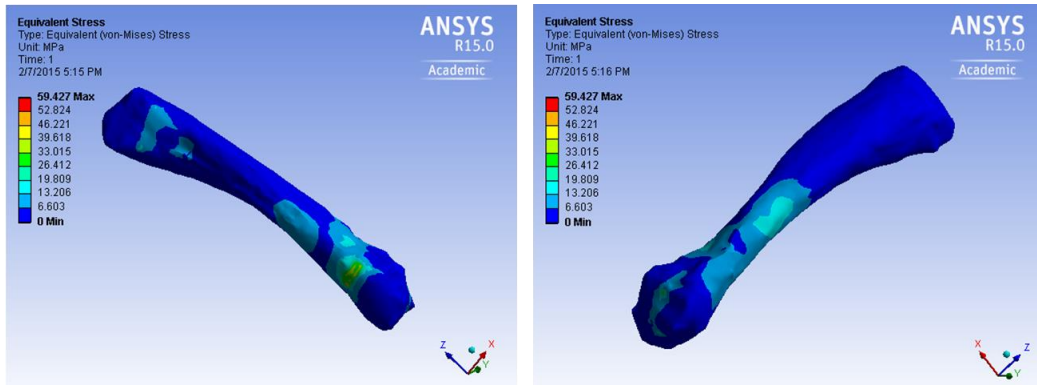 Equivalent Stress
Type: Equivalent (von-Mises) Stress
Unit: MPa
Time: 1
2/7/2015 5:15 PM
ANSYS
R15.0
Academic
59.427 Max
52.824
46.221
39.618
33.015
26.412
19.809
13.206
6.603
0 Min
Z
X
Y
Equivalent Stress
Type: Equivalent (von-Mises) Stress
Unit: MPa
Time: 1
2/7/2015 5:16 PM
ANSYS
R15.0
Academic
59.427 Max
52.824
46.221
39.618
33.015
26.412
19.809
13.206
6.603
0 Min
X
Z
Y